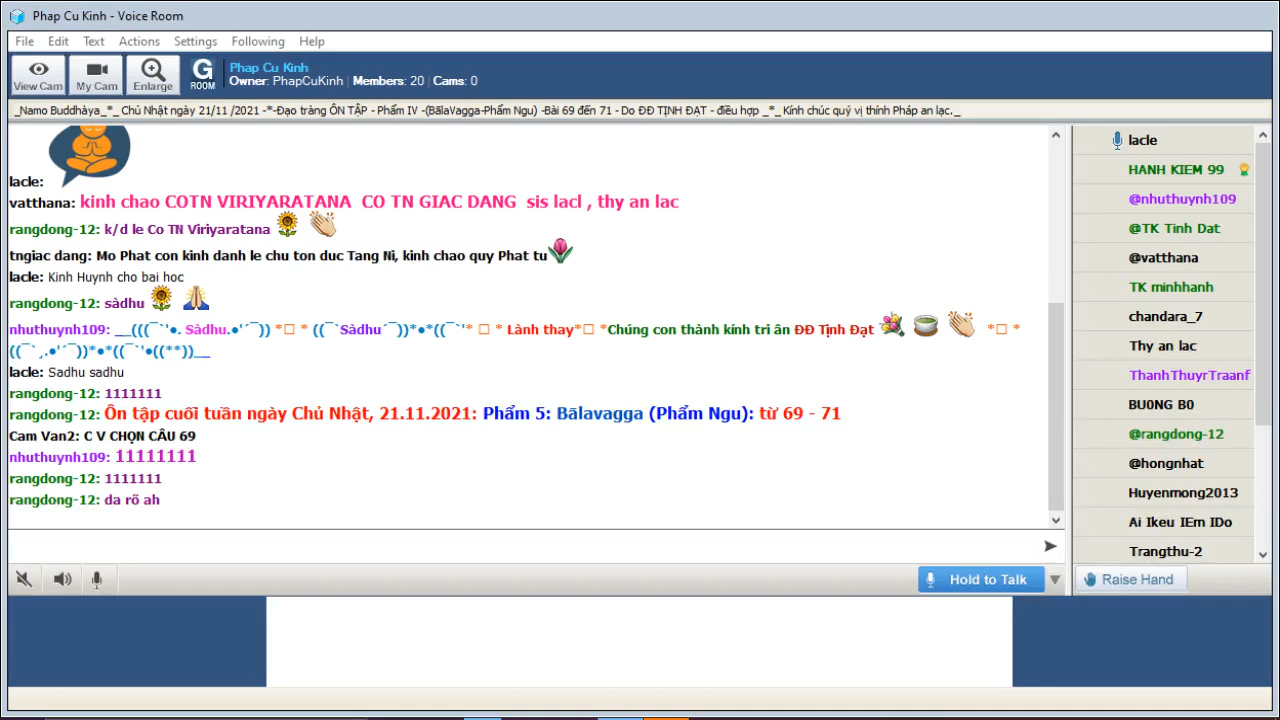 Phap Cu Kinh - Voice Room
File Edit Text Actions Settings Following Help
View Cam My Cam Enlarge G ROOM
Phap Cu Kinh
Owner: PhapCuKinh | Members: 20 | Cams: 0
_Namo Buddhàya_*_ Chủ Nhật ngày 21/11 /2021 -*-Đạo tràng ÔN TẬP - Phẩm IV -(BãlaVagga-Phẩm Ngu) -Bài 69 đến 71 - Do ĐĐ TỊNH ĐẠT - điều hợp _*_ Kính chúc quý vị thính Pháp an lạc._
lacle:
vatthana: kinh chao COTN VIRIYARATANA CO TN GIAC DANG sis lacl , thy an lac
rangdong-12: k/d le Co TN Viriyaratana
tngiac dang: Mo Phat con kinh danh le chu ton duc Tang Ni, kinh chao quy Phat tu
lacle: Kinh Huynh cho bai hoc
rangdong-12: sàdhu
nhuthuynh109: __(((¯`'●. Sàdhu.●'´¯)) *□ * ((¯`Sàdhu´¯))*●*((¯`'* □ * Lành thay*□ *Chúng con thành kính tri ân ĐĐ Tịnh Đạt *□ *
((¯`¸.●'´¯))*●*((¯`'●((**))__
lacle: Sadhu sadhu
rangdong-12: 1111111
rangdong-12: Ôn tập cuối tuần ngày Chủ Nhật, 21.11.2021: Phẩm 5: Bãlavagga (Phẩm Ngu): từ 69 - 71
Cam Van2: C V CHỌN CÂU 69
nhuthuynh109: 11111111
rangdong-12: 1111111
rangdong-12: da rõ ah
Hold to Talk
lacle
HANH KIEM 99
@nhuthuynh109
@TK Tinh Dat
@vatthana
TK minhhanh
chandara_7
Thy an lac
ThanhThuyrTraanf
BU0NG B0
@rangdong-12
@hongnhat
Huyenmong2013
Ai Ikeu IEm IDo
Trangthu-2
Raise Hand